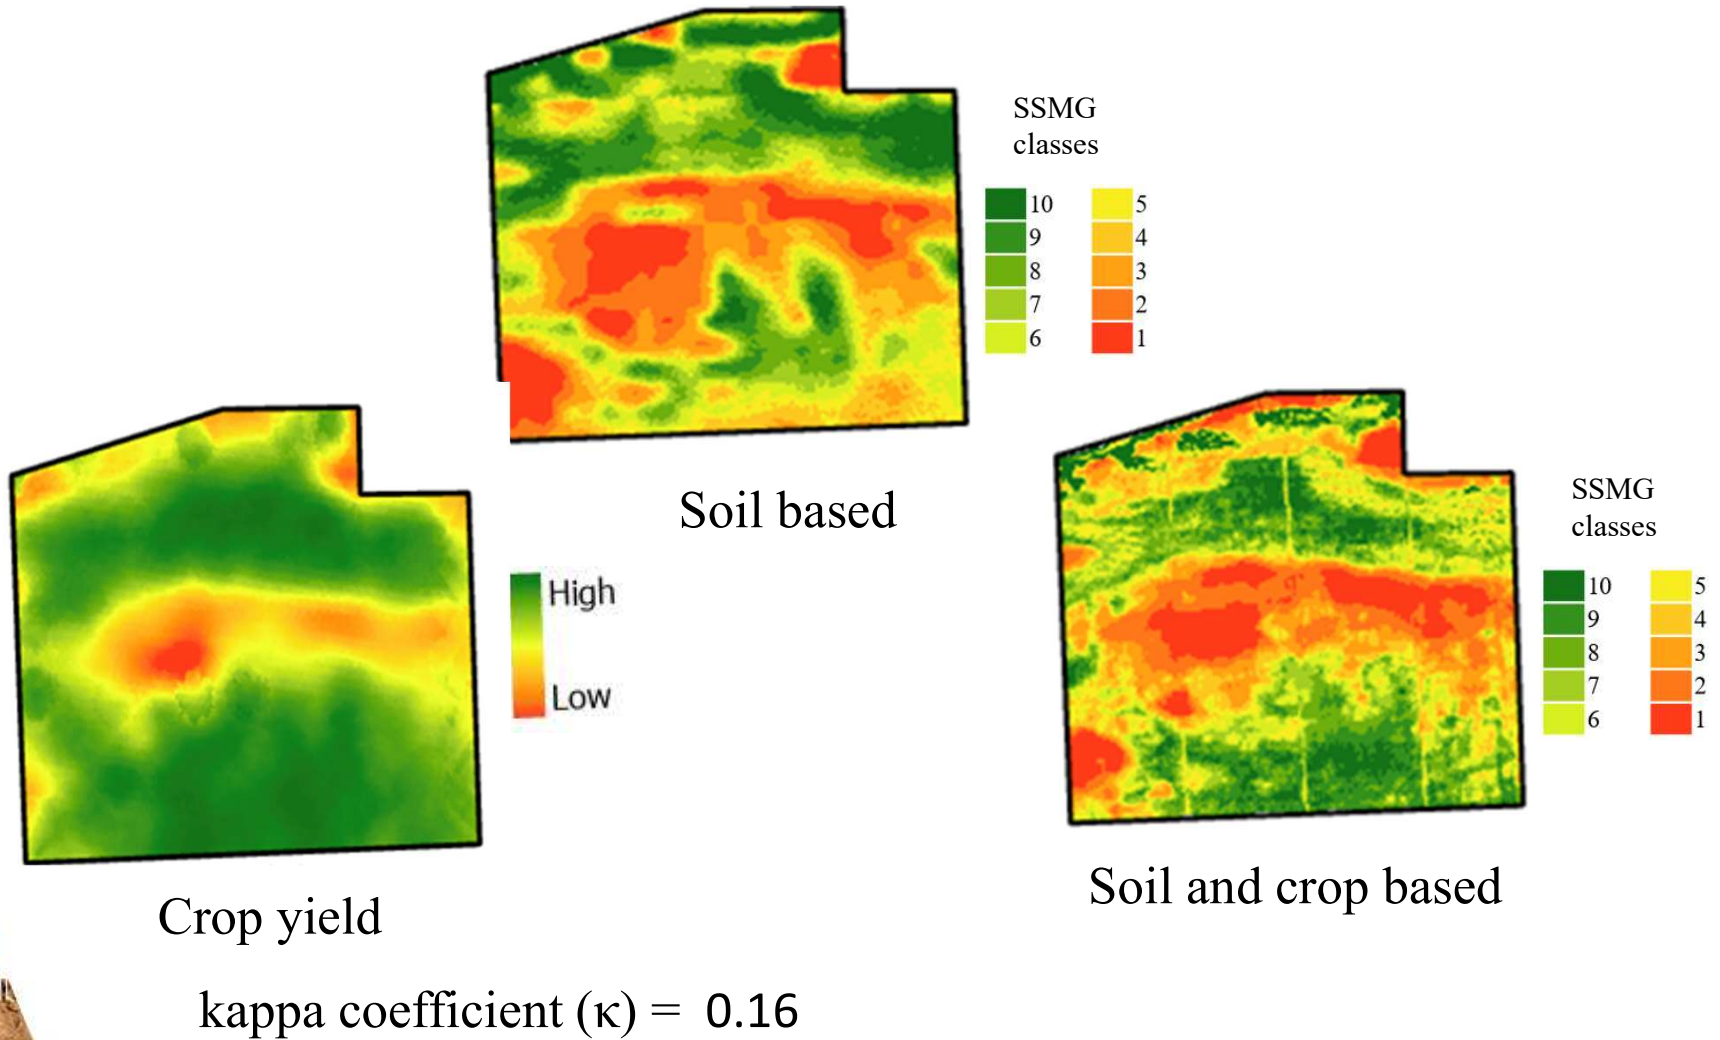 SSMG
classes
10 5
9 4
8 3
7 2
6 1
Soil based
High
Low
Crop yield
SSMG
classes
10 5
9 4
8 3
7 2
6 1
Soil and crop based
kappa coefficient (κ) = 0.16